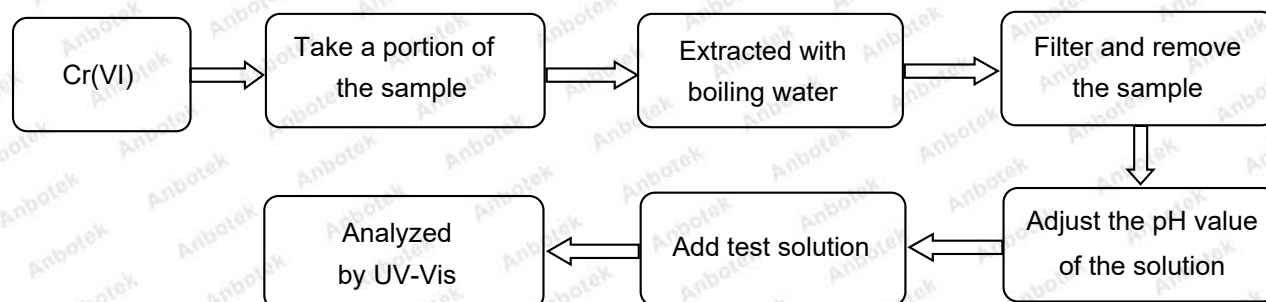 Cr(VI)
Take a portion of
the sample
Extracted with
boiling water
Filter and remove
the sample
Adjust the pH value
of the solution
Add test solution
Analyzed
by UV-Vis
Anbotek